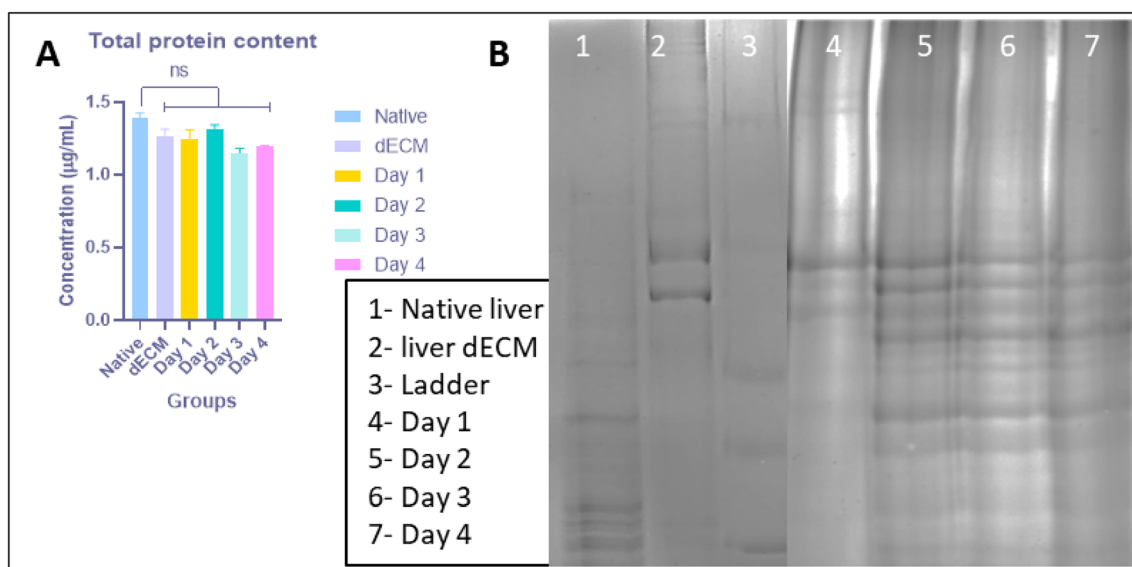 A
Total protein content
ns
1.5
1.0
0.5
0.0
Concentration (µg/mL)
Native
dECM
Day 1
Day 2
Day 3
Day 4
Groups
Native
dECM
Day 1
Day 2
Day 3
Day 4
1- Native liver
2- liver dECM
3- Ladder
4- Day 1
5- Day 2
6- Day 3
7- Day 4
B
1 2 3 4 5 6 7